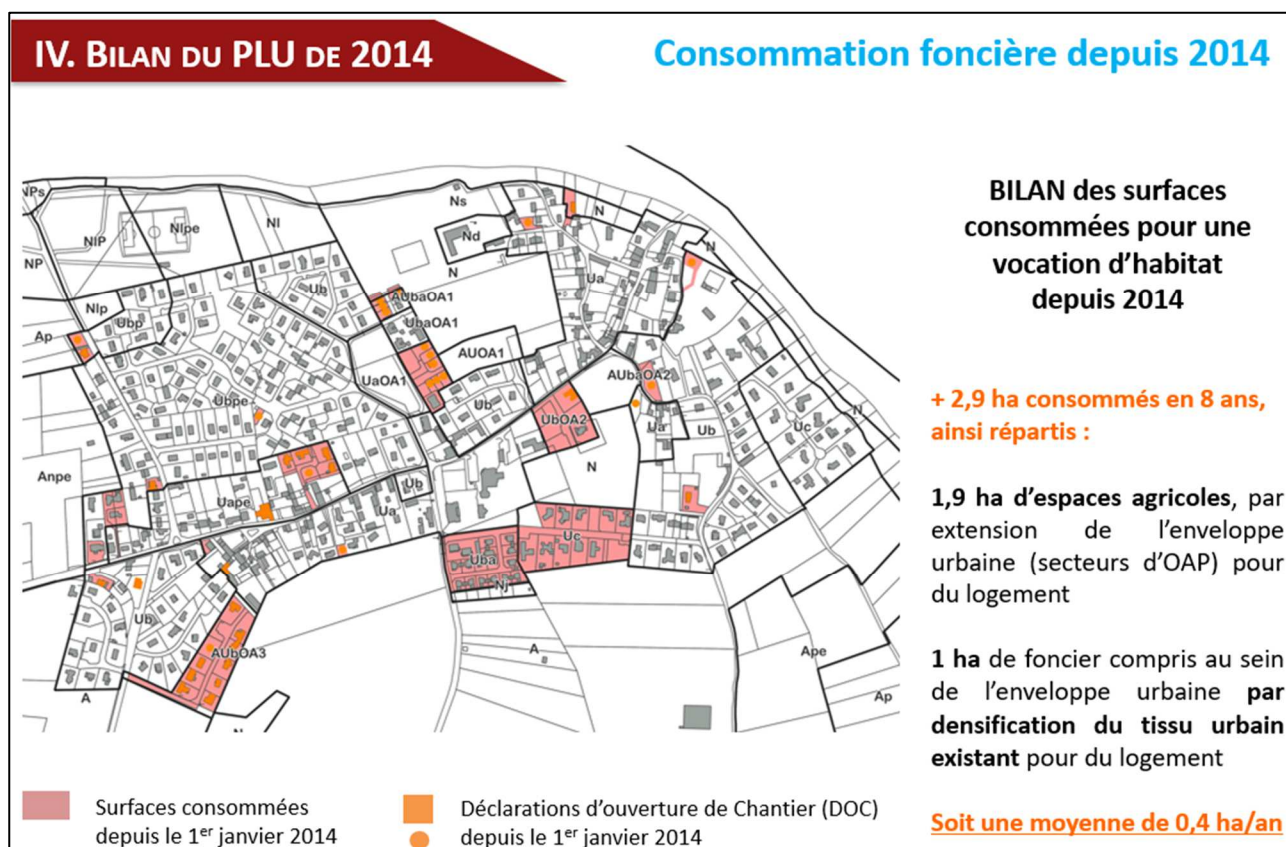 IV. BILAN DU PLU DE 2014
Consommation foncière depuis 2014
BILAN des surfaces
consommées pour une
vocation d'habitat
depuis 2014
+ 2,9 ha consommés en 8 ans,
ainsi répartis :
1,9 ha d'espaces agricoles, par
extension de l'enveloppe
urbaine (secteurs d'OAP) pour
du logement
1 ha de foncier compris au sein
de l'enveloppe urbaine par
densification du tissu urbain
existant pour du logement
Soit une moyenne de 0,4 ha/an
NPs
NlP
Nlpe
Nl
Ns
Nd
N
N
N
NP
Nlp
Ubp
Ub
AUbaOA1
UbaOA1
Ua
Ap
UaOA1
AUOA1
AUbaOA2
Ubpe
Ub
UbOA2
Ua
Ub
Uc
N
Anpe
Uape
Ua
Ub
N
Uba
Uc
Nj
Ub
AUbOA3
A
A
Ape
Ap
Surfaces consommées
depuis le 1er janvier 2014
Déclarations d'ouverture de Chantier (DOC)
depuis le 1er janvier 2014